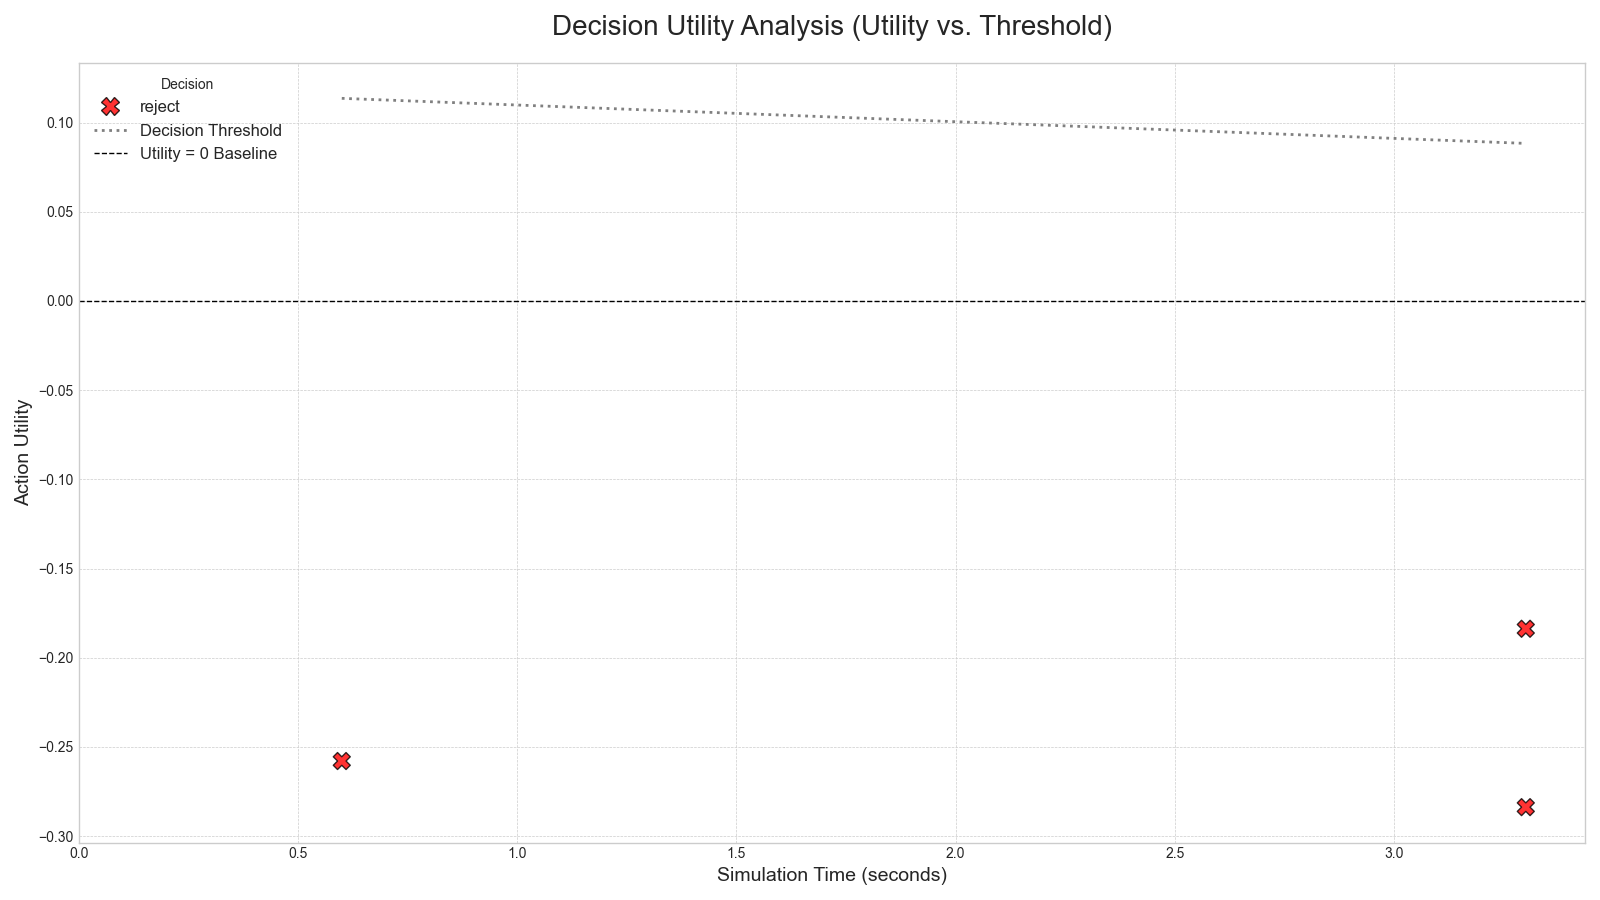 Decision Utility Analysis (Utility vs. Threshold)
Decision
reject
Decision Threshold
Utility = 0 Baseline
Action Utility
0.10
0.05
0.00
−0.05
−0.10
−0.15
−0.20
−0.25
−0.30
0.0 0.5 1.0 1.5 2.0 2.5 3.0
Simulation Time (seconds)